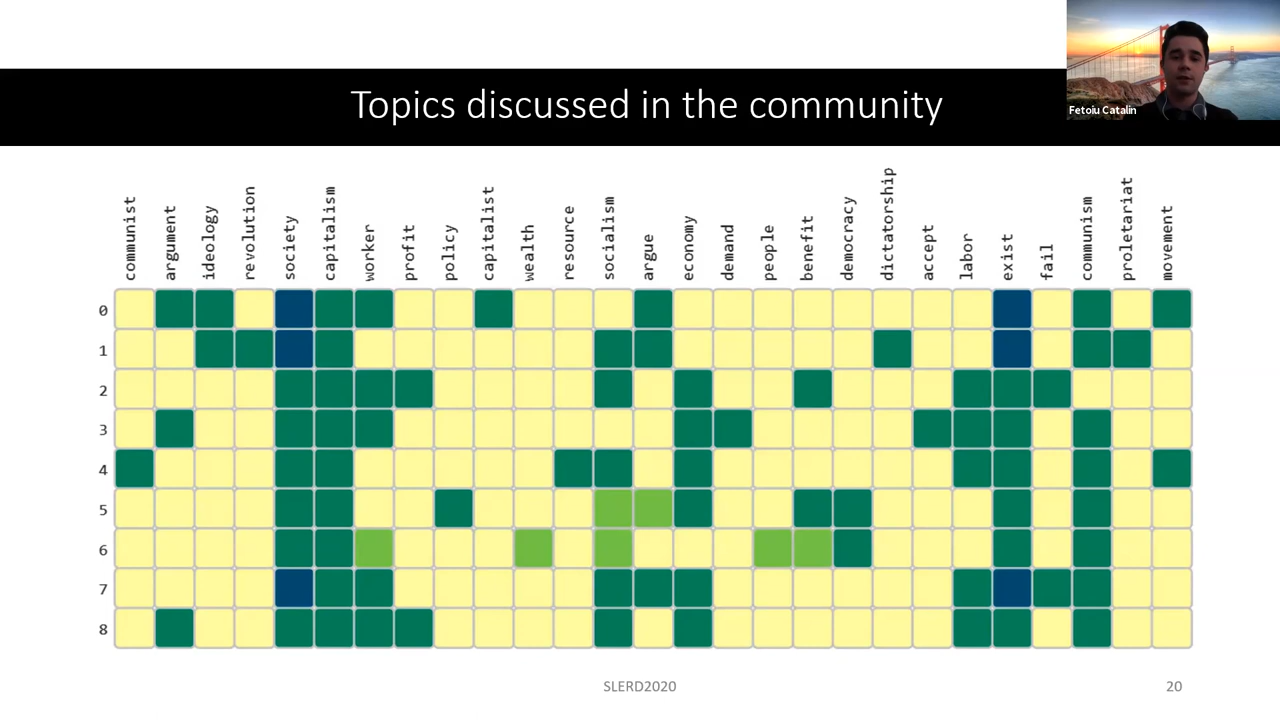 Topics discussed in the community
Fetoiu Catalin
communist
argument
ideology
revolution
society
capitalism
worker
profit
policy
capitalist
wealth
resource
socialism
argue
economy
demand
people
benefit
democracy
dictatorship
accept
labor
exist
fail
communism
proletariat
movement
0
1
2
3
4
5
6
7
8
SLERD2020
20